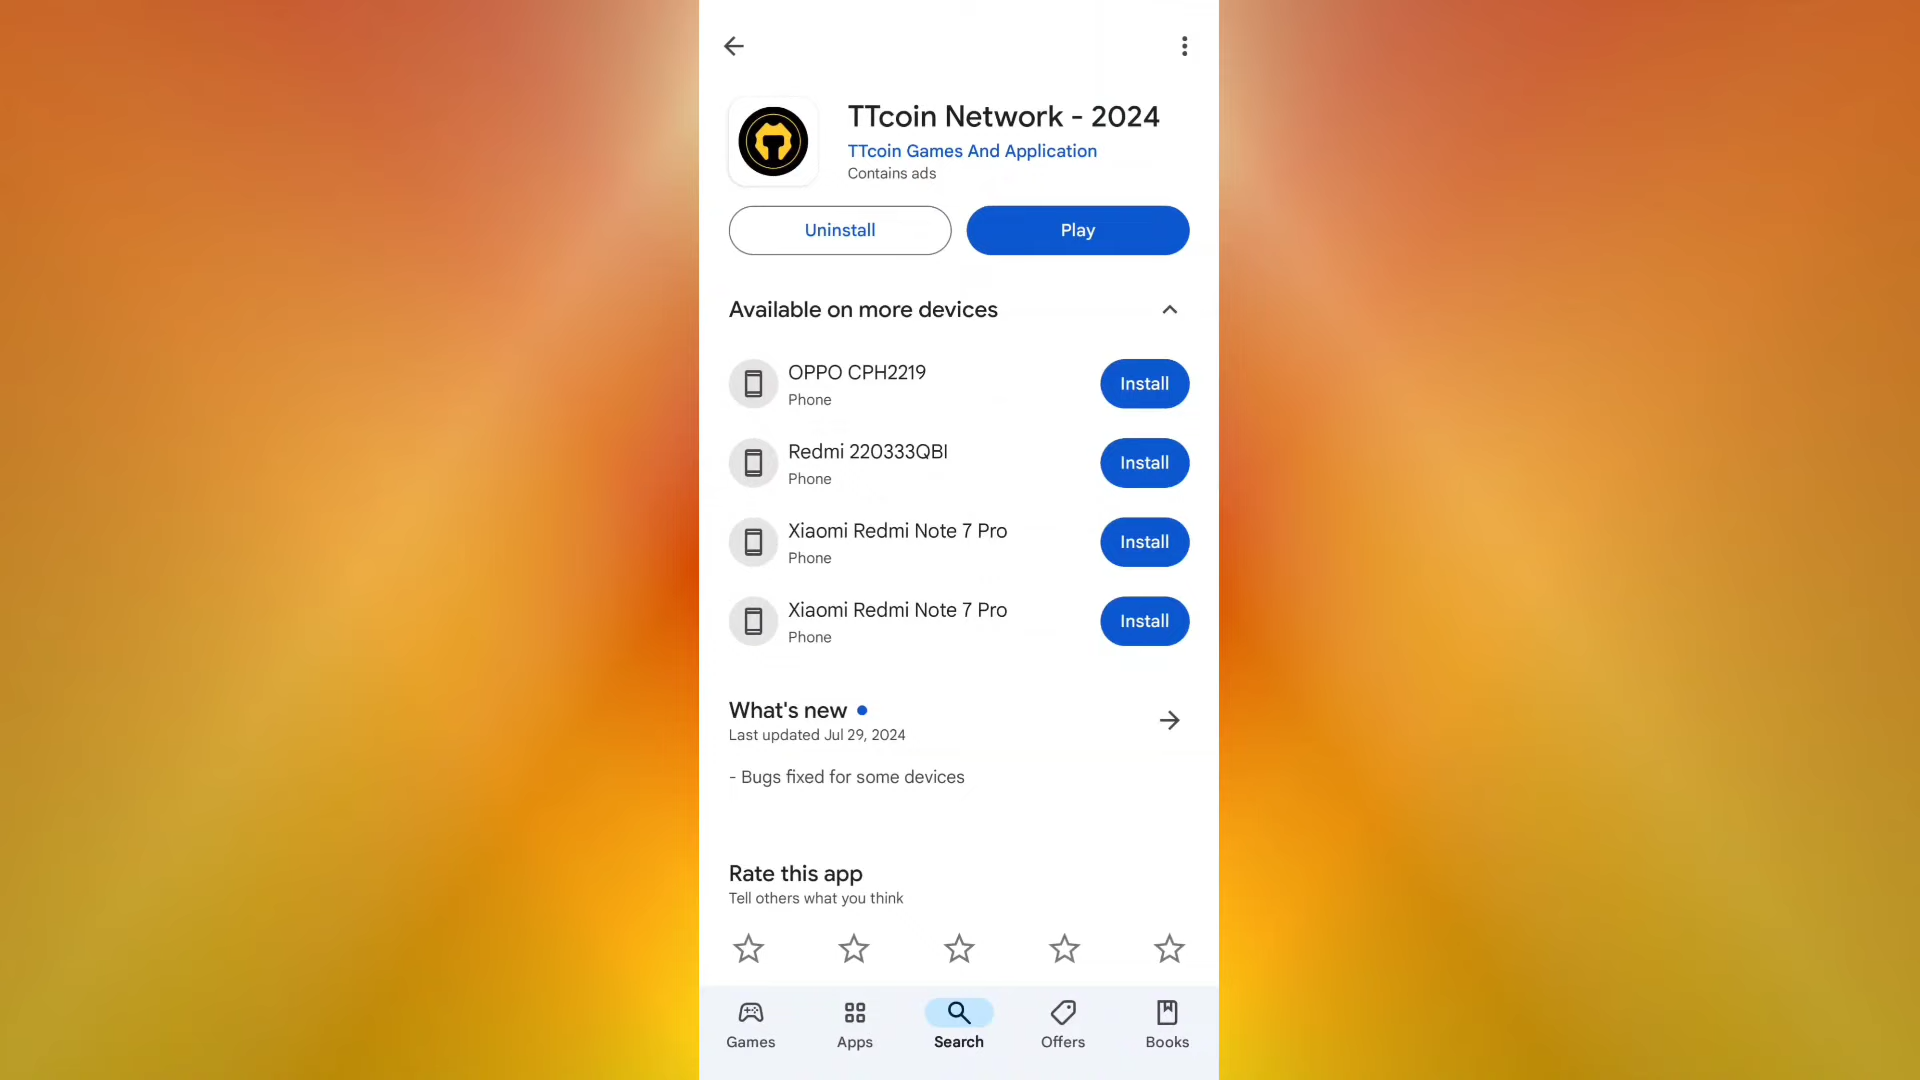 TTcoin Network - 2024
TTcoin Games And Application
Contains ads
Uninstall
Play
Available on more devices
OPPO CPH2219
Phone
Install
Redmi 220333QBI
Phone
Install
Xiaomi Redmi Note 7 Pro
Phone
Install
Xiaomi Redmi Note 7 Pro
Phone
Install
What's new
Last updated Jul 29, 2024
- Bugs fixed for some devices
Rate this app
Tell others what you think
Games
Apps
Search
Offers
Books